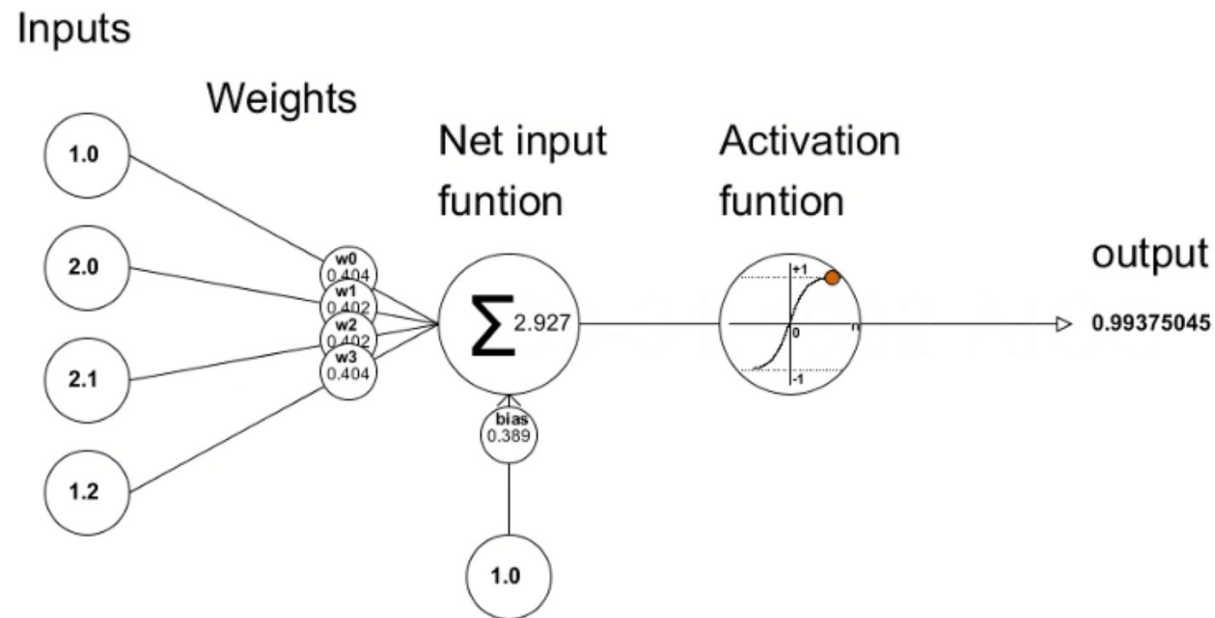 Inputs
Weights
Net input
funtion
Activation
funtion
output
1.0
2.0
2.1
1.2
w0
0.404
w1
0.402
w2
0.402
w3
0.404
Σ 2.927
bias
0.389
1.0
+1
0
n
-1
0.99375045